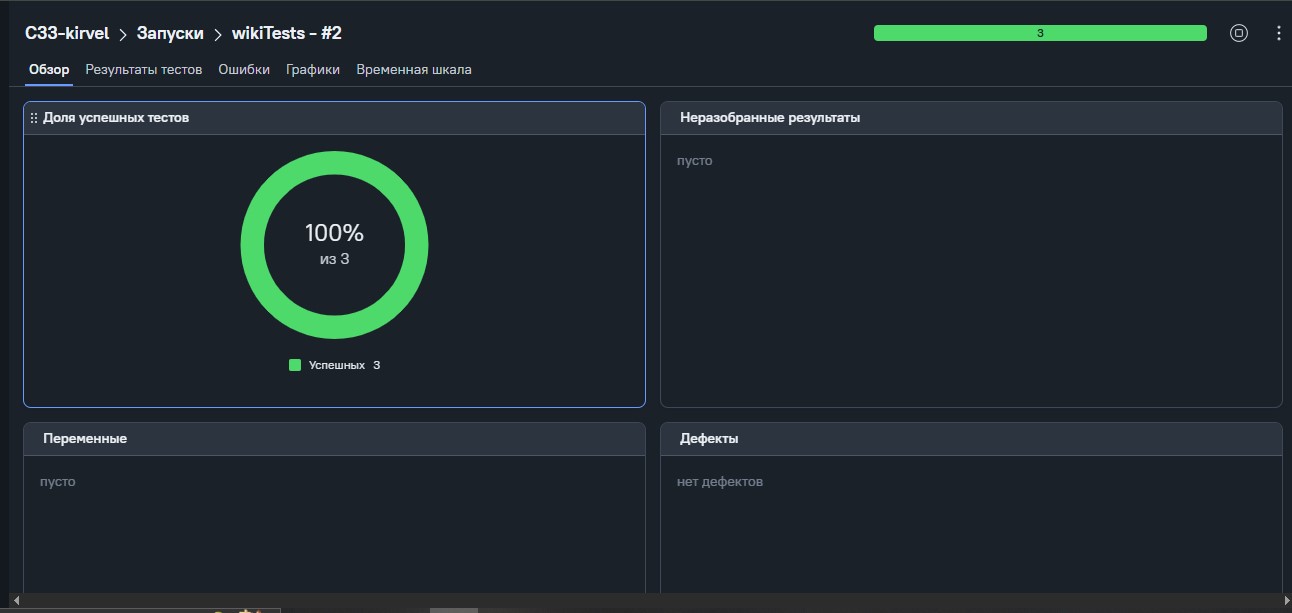 C33-kirvel > Запуски > wikiTests - #2
3
Обзор Результаты тестов Ошибки Графики Временная шкала
Доля успешных тестов
100%
из 3
Успешных 3
Неразобранные результаты
пусто
Переменные
пусто
Дефекты
нет дефектов